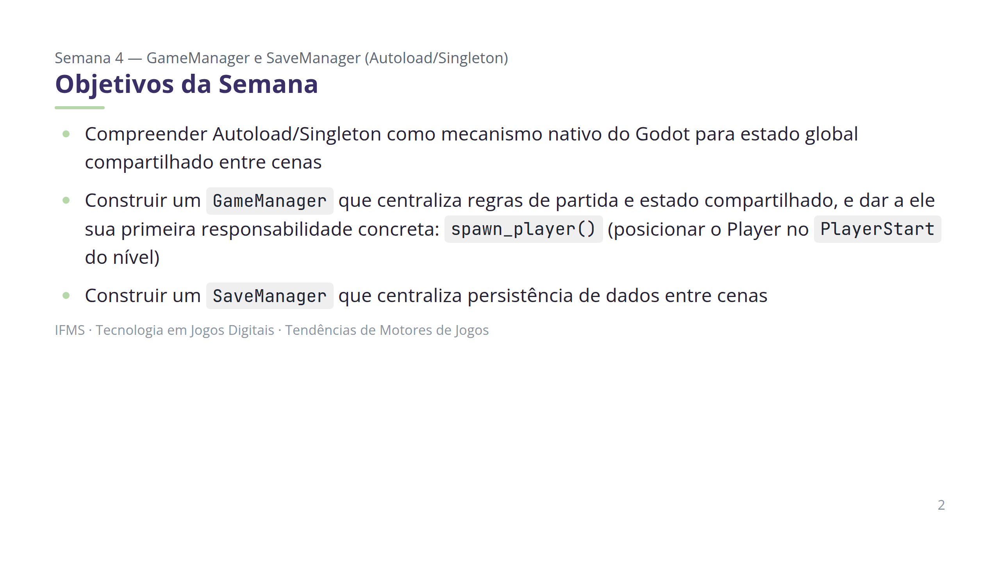 Semana 4 — GameManager e SaveManager (Autoload/Singleton)
Objetivos da Semana
Compreender Autoload/Singleton como mecanismo nativo do Godot para estado global
compartilhado entre cenas
Construir um GameManager que centraliza regras de partida e estado compartilhado, e dar a ele
sua primeira responsabilidade concreta: spawn_player() (posicionar o Player no PlayerStart
do nível)
Construir um SaveManager que centraliza persistência de dados entre cenas
IFMS · Tecnologia em Jogos Digitais · Tendências de Motores de Jogos
2